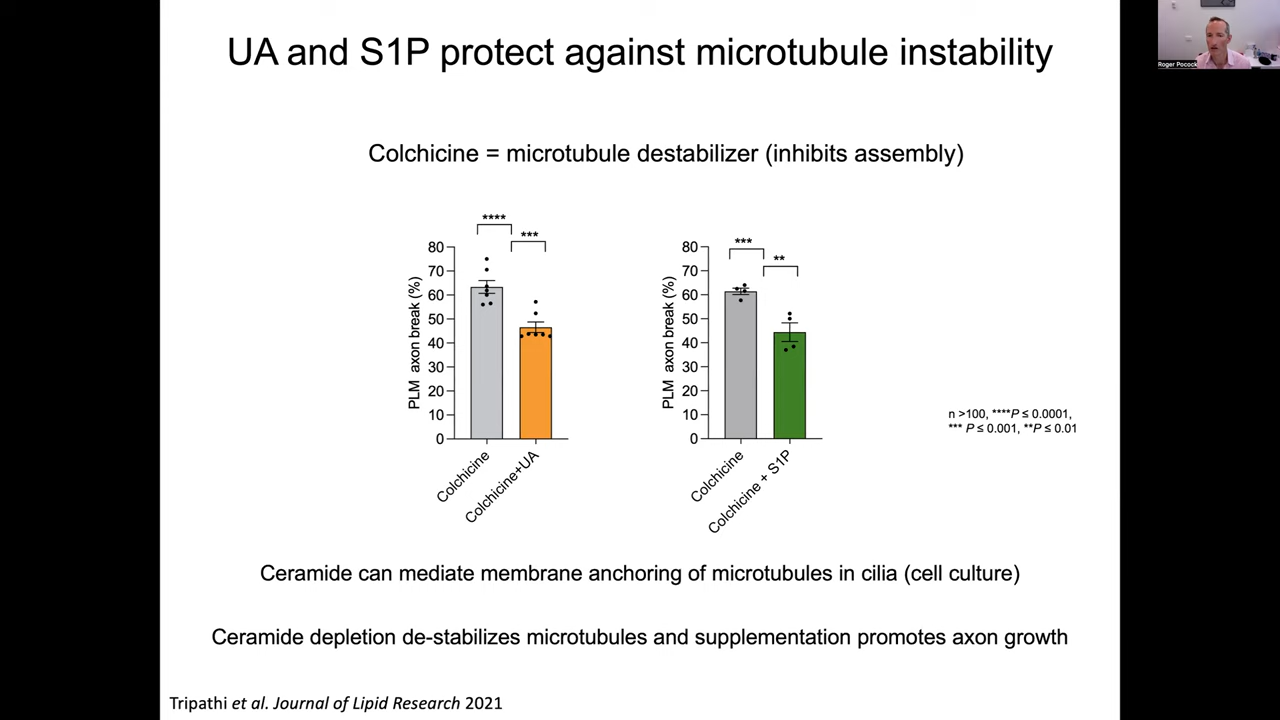 UA and S1P protect against microtubule instability
Roger Pocock
Colchicine = microtubule destabilizer (inhibits assembly)
****
***
80
70
60
50
40
30
20
10
0
PLM axon break (%)
Colchicine
Colchicine+UA
***
**
80
70
60
50
40
30
20
10
0
PLM axon break (%)
Colchicine
Colchicine + S1P
n >100, ****P ≤ 0.0001,
*** P ≤ 0.001, **P ≤ 0.01
Ceramide can mediate membrane anchoring of microtubules in cilia (cell culture)
Ceramide depletion de-stabilizes microtubules and supplementation promotes axon growth
Tripathi et al. Journal of Lipid Research 2021